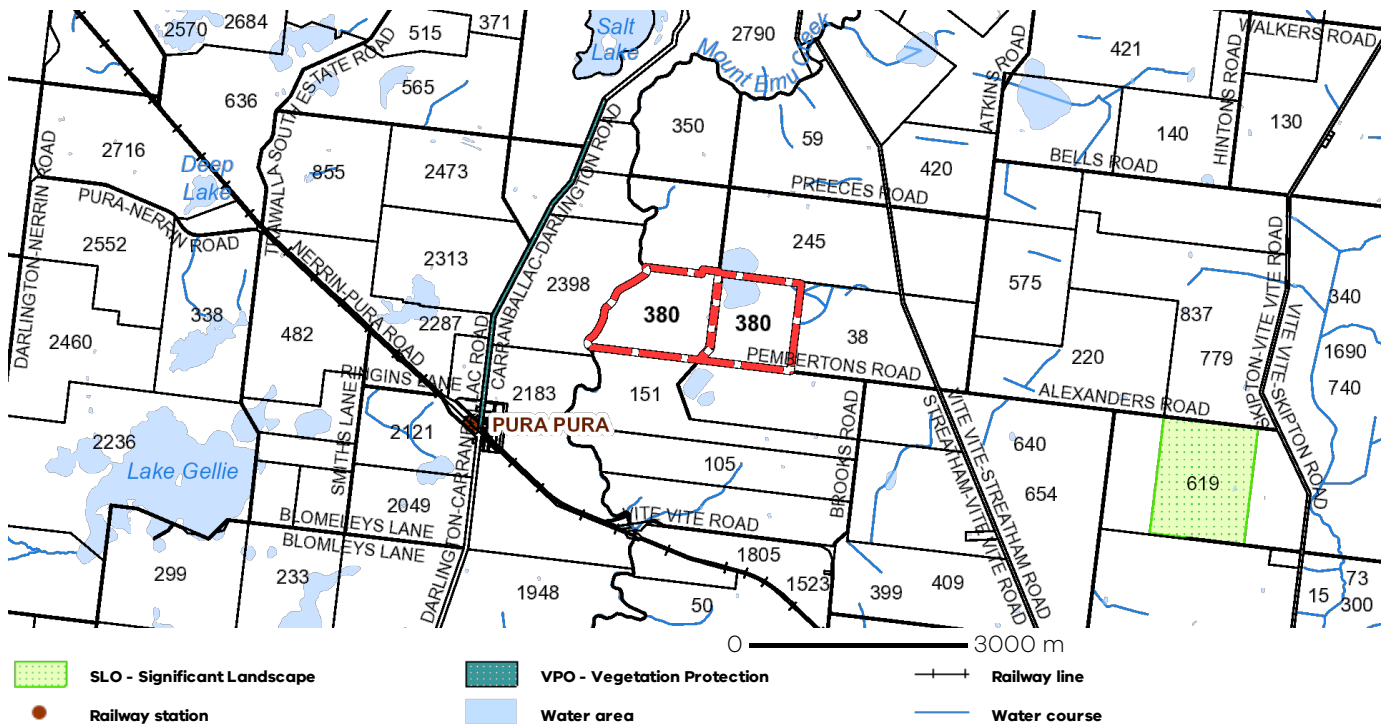 2570
2684
515
371
Salt
Lake
2790
Mount Emu Creek
421
WALKERS ROAD
ATKINS ROAD
HINTONS ROAD
636
565
TRAWALLA-SOUTH ESTATE ROAD
350
59
140
130
2716
Deep
Lake
855
2473
420
BELLS ROAD
DARLINGTON-NERRIN ROAD
PURA-NERRIN ROAD
PREECES ROAD
2552
NERRIN-PURA ROAD
2313
CARRANBALLAC-DARLINGTON ROAD
245
2398
575
SKIPTON-VITE VITE ROAD
VITE VITE-SKIPTON ROAD
340
338
482
2287
380
380
38
837
2460
PEMBERTONS ROAD
220
779
1690
740
RINGINS LANE
2183
151
ALEXANDERS ROAD
SMITHS LANE
2121
PURA PURA
BROOKS ROAD
VITE VITE-STREATHAM ROAD
STREATHAM-VITE VITE ROAD
640
2236
Lake Gellie
105
654
619
2049
BLOMELEYS LANE
BLOMLEYS LANE
VITE VITE ROAD
DARLINGTON-CARRANBALLAC ROAD
299
233
1948
1805
1523
50
399
409
15
73
300
0 3000 m
SLO - Significant Landscape
VPO - Vegetation Protection
Railway line
Railway station
Water area
Water course